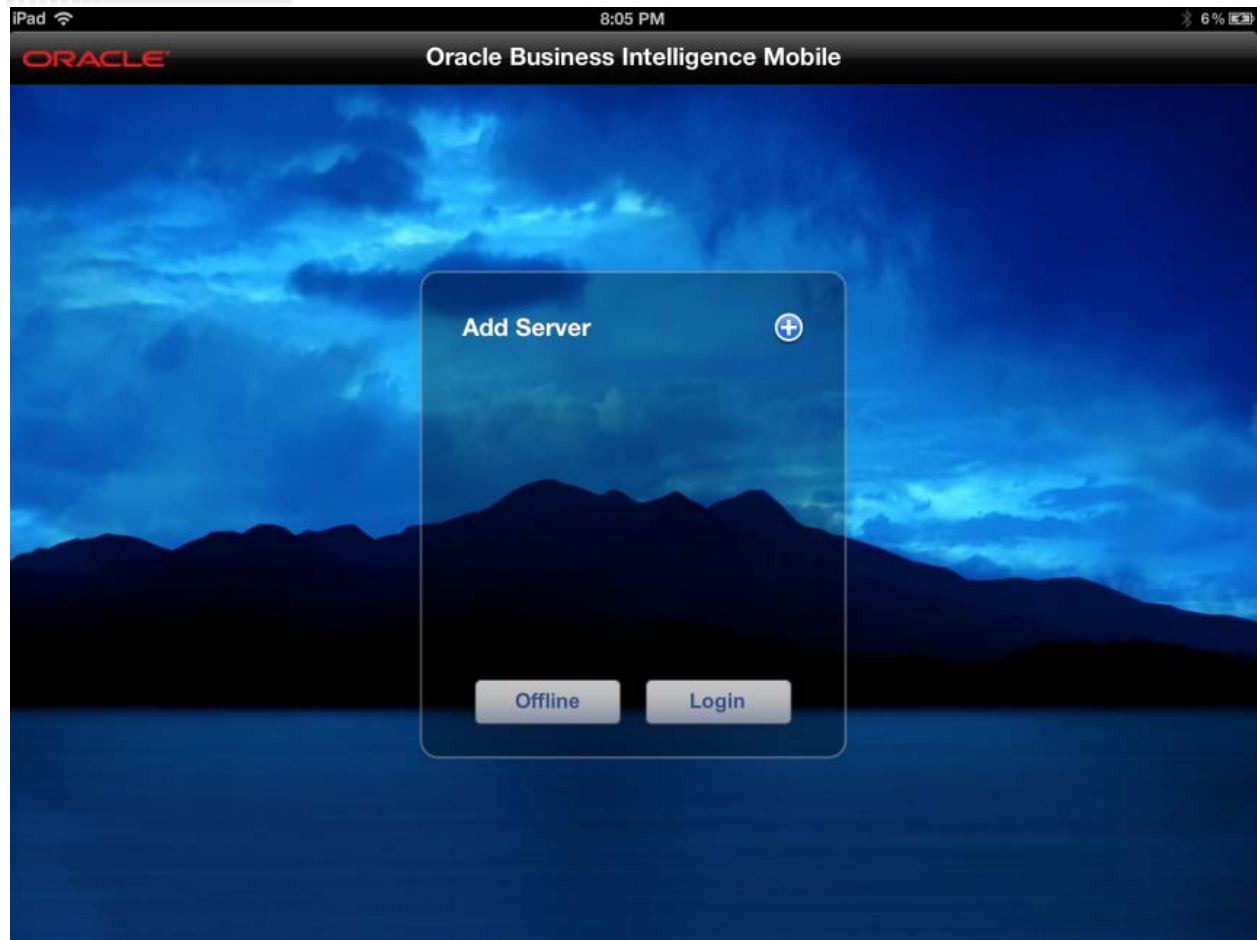 iPad 8:05 PM 6%
ORACLE Oracle Business Intelligence Mobile
Add Server
Offline Login